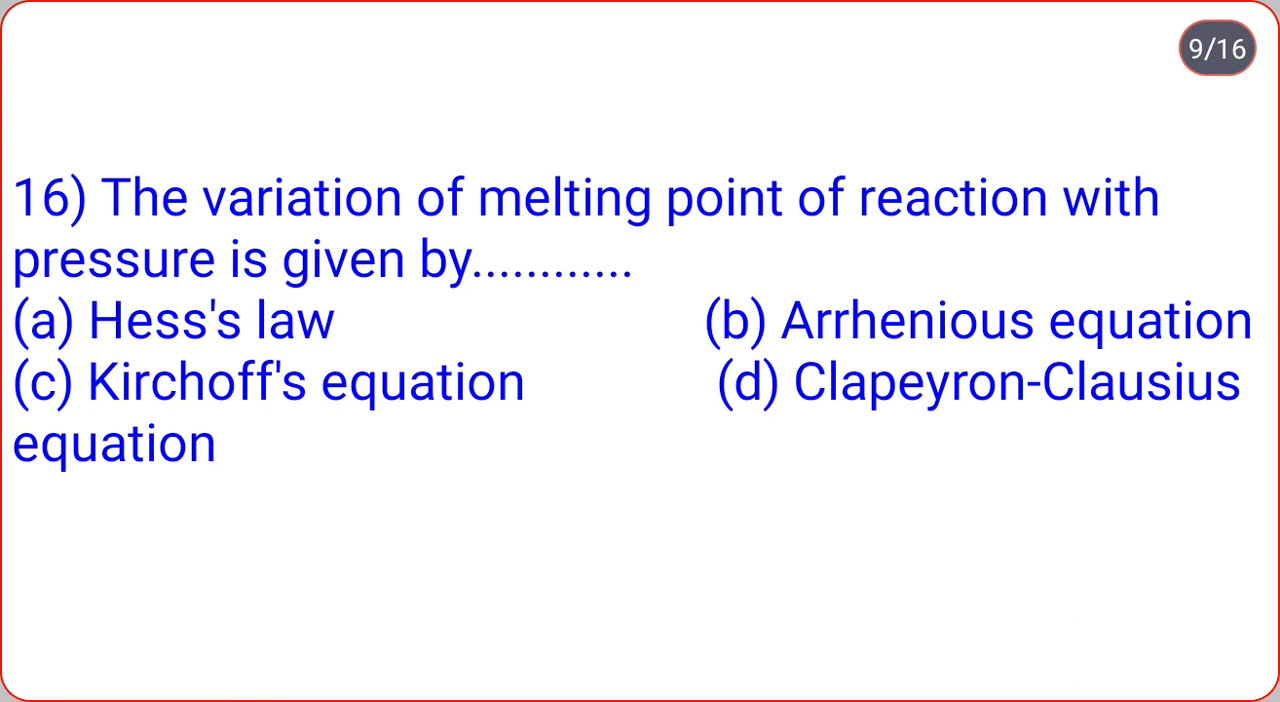 9/16
16) The variation of melting point of reaction with
pressure is given by............
(a) Hess's law (b) Arrhenious equation
(c) Kirchoff's equation (d) Clapeyron-Clausius
equation